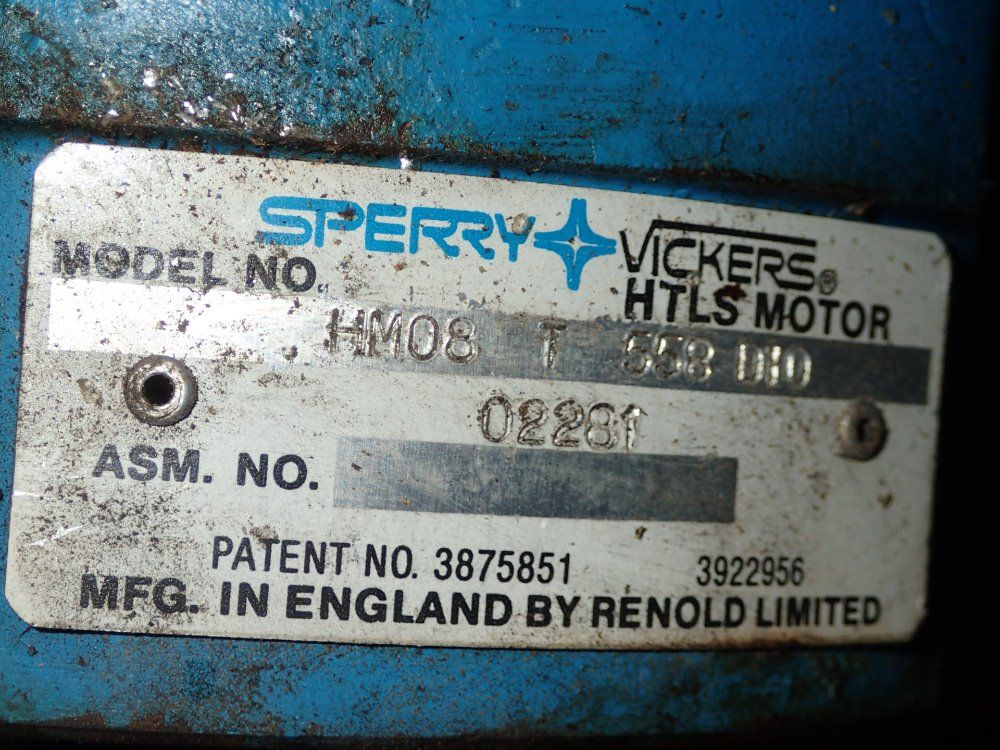 SPERRY VICKERS®
MODEL NO. HTLS MOTOR
HM08 T 558 D10
02281
ASM. NO.
PATENT NO. 3875851 3922956
MFG. IN ENGLAND BY RENOLD LIMITED